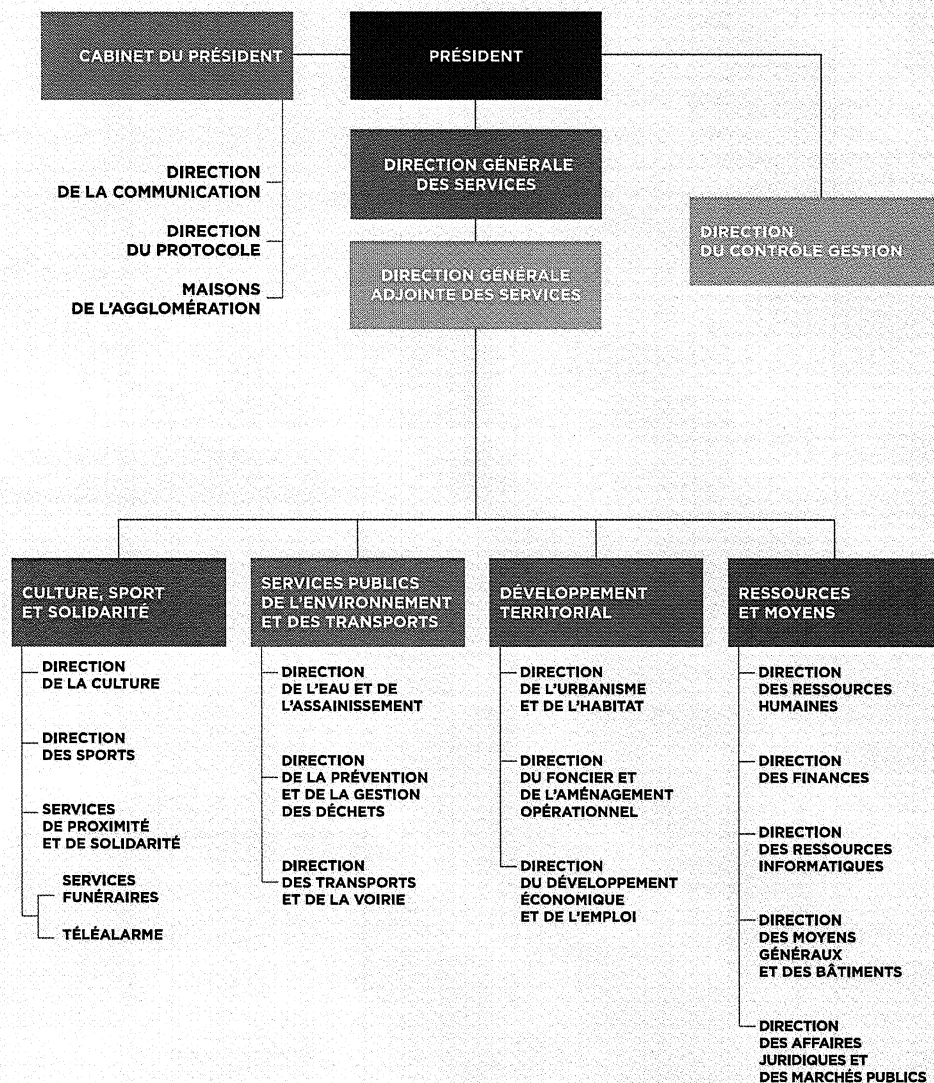 CABINET DU PRÉSIDENT
PRÉSIDENT
DIRECTION
DE LA COMMUNICATION
DIRECTION
DU PROTOCOLE
MAISONS
DE L'AGGLOMÉRATION
DIRECTION GÉNÉRALE
DES SERVICES
DIRECTION GÉNÉRALE
ADJOINTE DES SERVICES
DIRECTION
DU CONTRÔLE GESTION
CULTURE, SPORT
ET SOLIDARITÉ
DIRECTION
DE LA CULTURE
DIRECTION
DES SPORTS
SERVICES
DE PROXIMITÉ
ET DE SOLIDARITÉ
SERVICES
FUNÉRAIRES
TÉLÉALARME
SERVICES PUBLICS
DE L'ENVIRONNEMENT
ET DES TRANSPORTS
DIRECTION
DE L'EAU ET DE
L'ASSAINISSEMENT
DIRECTION
DE LA PRÉVENTION
ET DE LA GESTION
DES DÉCHETS
DIRECTION
DES TRANSPORTS
ET DE LA VOIRIE
DÉVELOPPEMENT
TERRITORIAL
DIRECTION
DE L'URBANISME
ET DE L'HABITAT
DIRECTION
DU FONCIER ET
DE L'AMÉNAGEMENT
OPÉRATIONNEL
DIRECTION
DU DÉVELOPPEMENT
ÉCONOMIQUE
ET DE L'EMPLOI
RESSOURCES
ET MOYENS
DIRECTION
DES RESSOURCES
HUMAINES
DIRECTION
DES FINANCES
DIRECTION
DES RESSOURCES
INFORMATIQUES
DIRECTION
DES MOYENS
GÉNÉRAUX
ET DES BÂTIMENTS
DIRECTION
DES AFFAIRES
JURIDIQUES ET
DES MARCHÉS PUBLICS